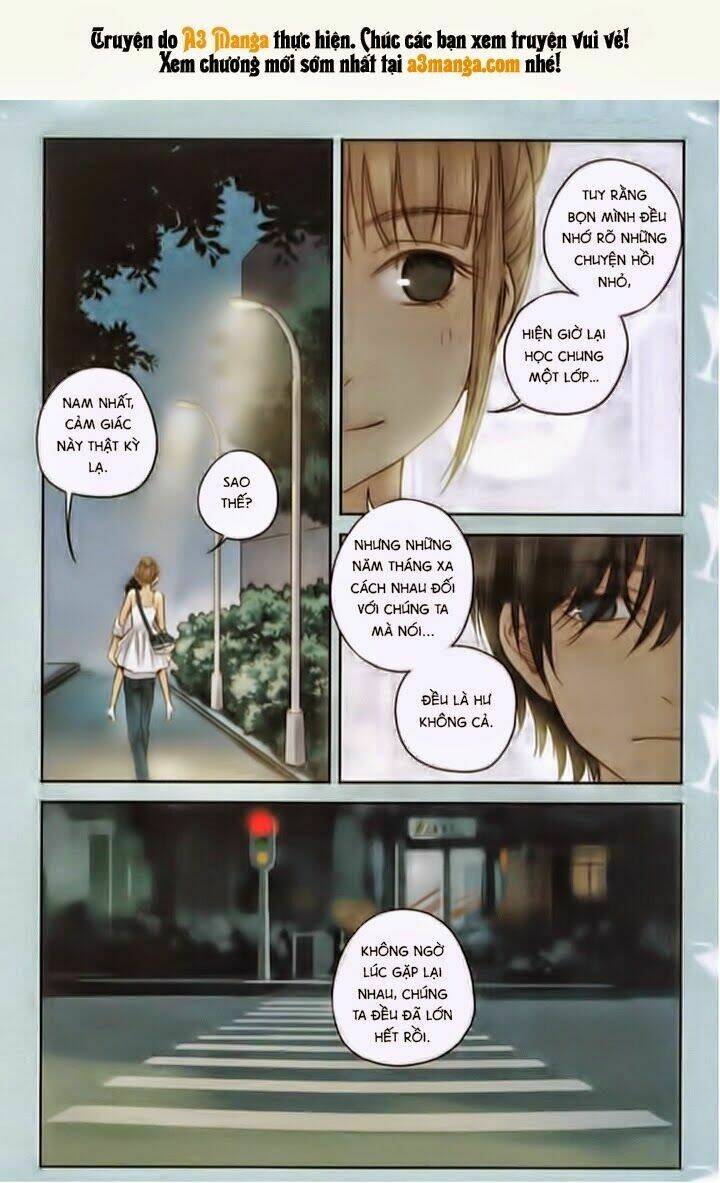 Truyện do A3 Manga thực hiện. Chúc các bạn xem truyện vui vẻ!
Xem chương mới sớm nhất tại a3manga.com nhé!
NAM NHẤT,
CẢM GIÁC
NÀY THẬT KỲ
LẠ.
SAO
THẾ?
TUY RẰNG
BỌN MÌNH ĐỀU
NHỚ RÕ NHỮNG
CHUYỆN HỒI
NHỎ,
HIỆN GIỜ LẠI
HỌC CHUNG
MỘT LỚP...
NHƯNG NHỮNG
NĂM THÁNG XA
CÁCH NHAU ĐỐI
VỚI CHÚNG TA
MÀ NÓI...
ĐỀU LÀ HƯ
KHÔNG CẢ.
KHÔNG NGỜ
LÚC GẶP LẠI
NHAU, CHÚNG
TA ĐỀU ĐÃ LỚN
HẾT RỒI.